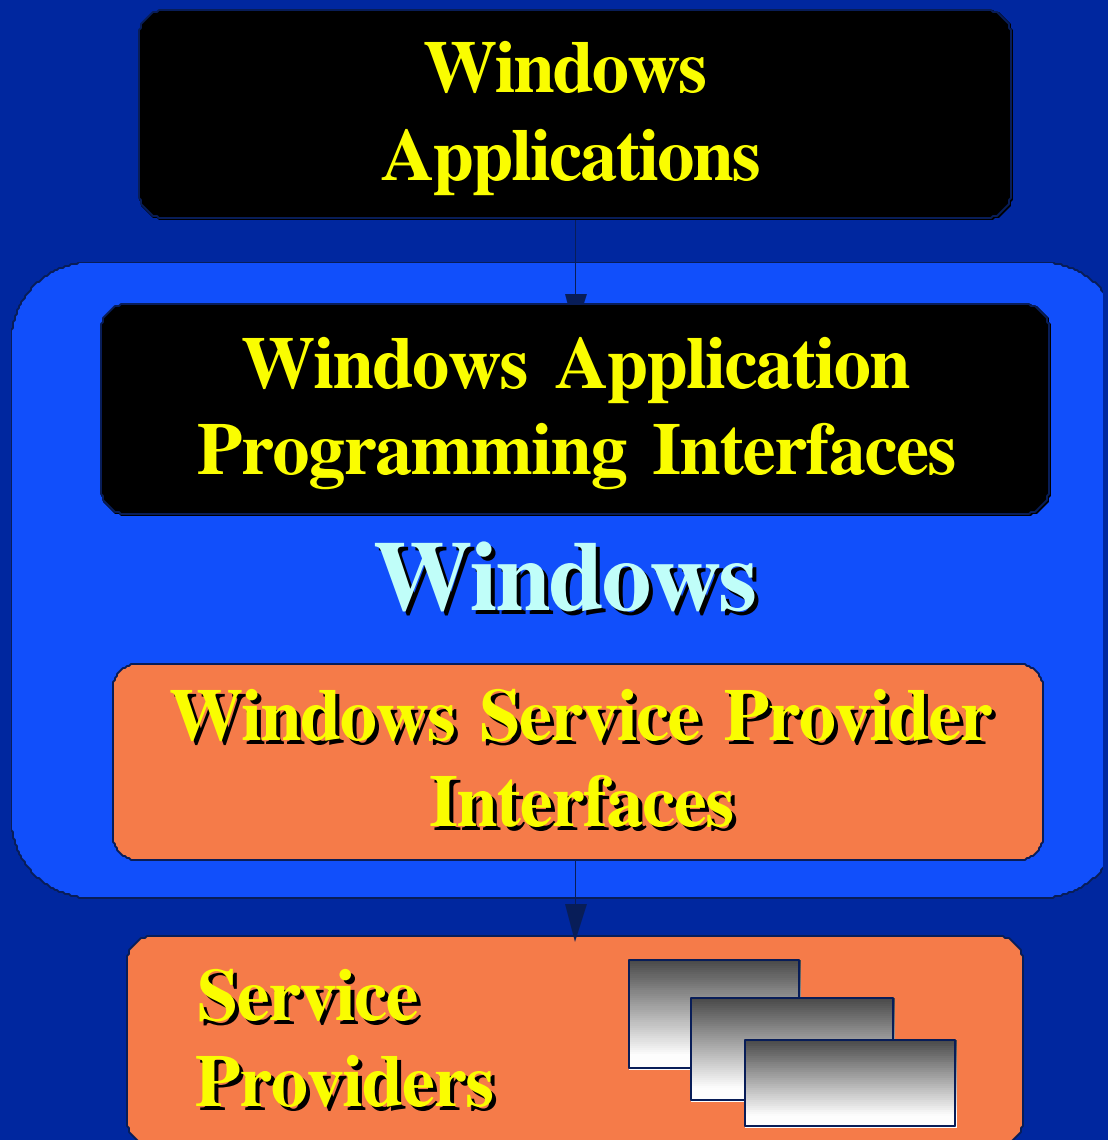 Windows
Applications
Windows Application
Programming Interfaces
Windows
Windows Service Provider
Interfaces
Service
Providers